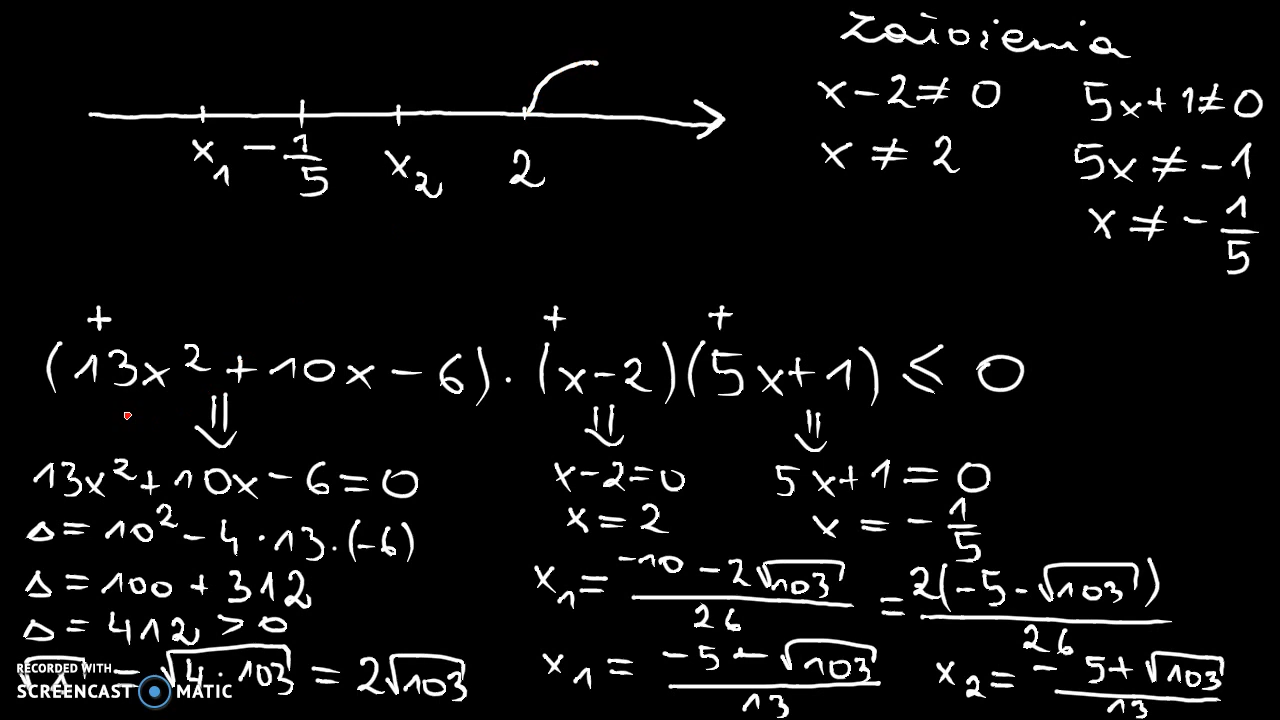 Założenia
x-2≠0 5x+1≠0
x≠2 5x≠-1
x≠-1/5
x₁ -1/5 x₂ 2
+ + +
(13x²+10x-6)·(x-2)(5x+1)≤0
⇓ ⇓ ⇓
13x²+10x-6=0 x-2=0 5x+1=0
Δ=10²-4·13·(-6) x=2 x=-1/5
Δ=100+312 x₁=(-10-2√103)/26=2(-5-√103)/26
Δ=412>0
=√(4·103)=2√103 x₁=(-5-√103)/13 x₂=(-5+√103)/13
RECORDED WITH
SCREENCAST MATIC